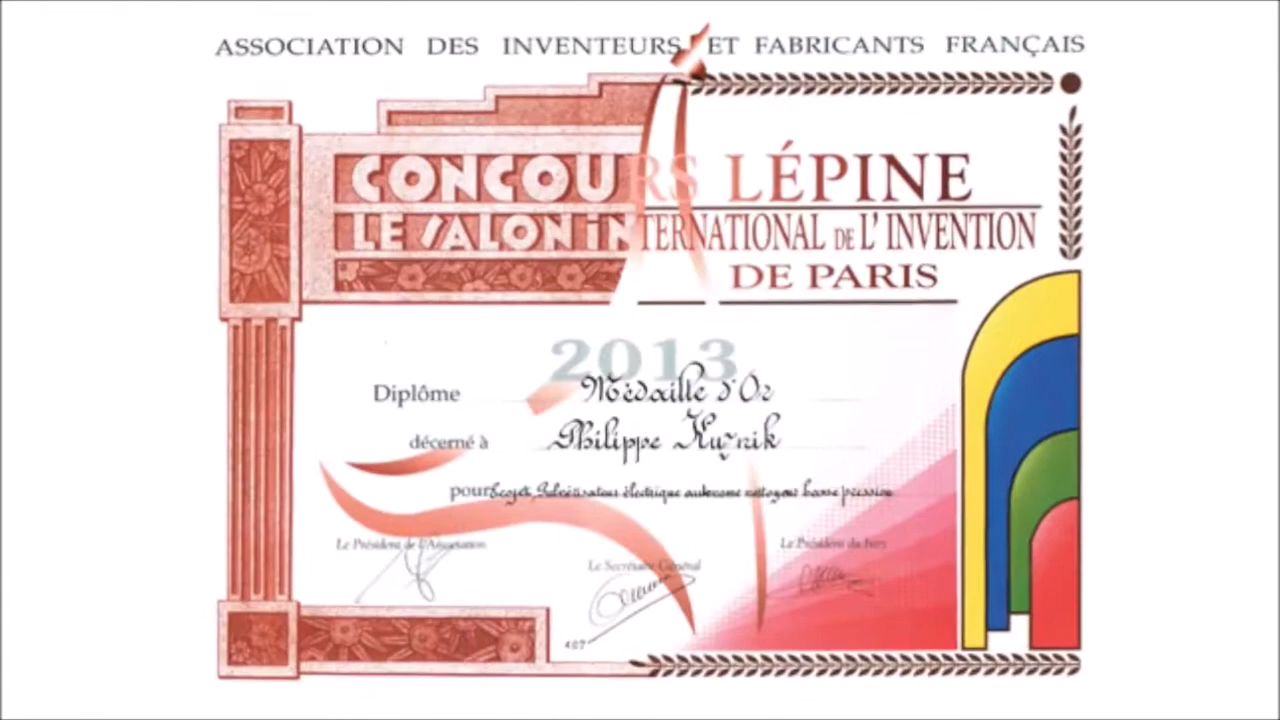 ASSOCIATION DES INVENTEURS ET FABRICANTS FRANÇAIS
CONCOURS LÉPINE
LE SALON INTERNATIONAL DE L'INVENTION
DE PARIS
2013
Diplôme Médaille d'Or
décerné à Philippe Kuznik
pour Projet Pulvérisateur électrique autonome nettoyeur basse pression
Le Président de l'Association
Le Secrétaire Général
Le Président du Jury
407